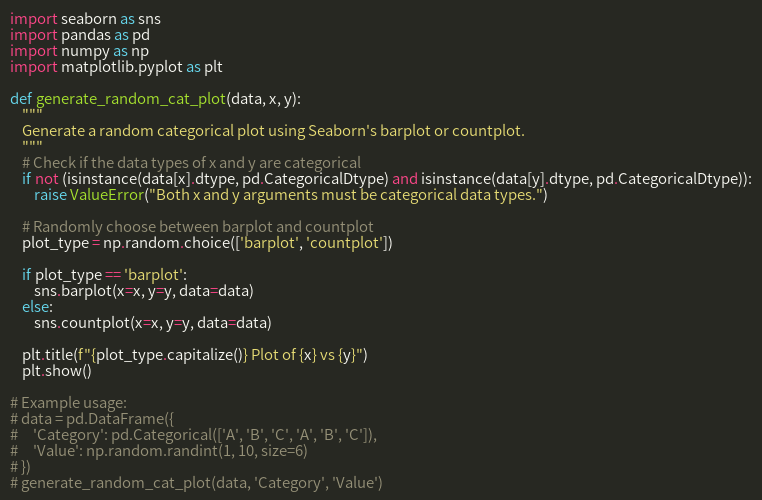 import seaborn as sns
import pandas as pd
import numpy as np
import matplotlib.pyplot as plt

def generate_random_cat_plot(data, x, y):
    """
    Generate a random categorical plot using Seaborn's barplot or countplot.
    """
    # Check if the data types of x and y are categorical
    if not (isinstance(data[x].dtype, pd.CategoricalDtype) and isinstance(data[y].dtype, pd.CategoricalDtype)):
        raise ValueError("Both x and y arguments must be categorical data types.")

    # Randomly choose between barplot and countplot
    plot_type = np.random.choice(['barplot', 'countplot'])

    if plot_type == 'barplot':
        sns.barplot(x=x, y=y, data=data)
    else:
        sns.countplot(x=x, y=y, data=data)

    plt.title(f"{plot_type.capitalize()} Plot of {x} vs {y}")
    plt.show()

# Example usage:
# data = pd.DataFrame({
#     'Category': pd.Categorical(['A', 'B', 'C', 'A', 'B', 'C']),
#     'Value': np.random.randint(1, 10, size=6)
# })
# generate_random_cat_plot(data, 'Category', 'Value')